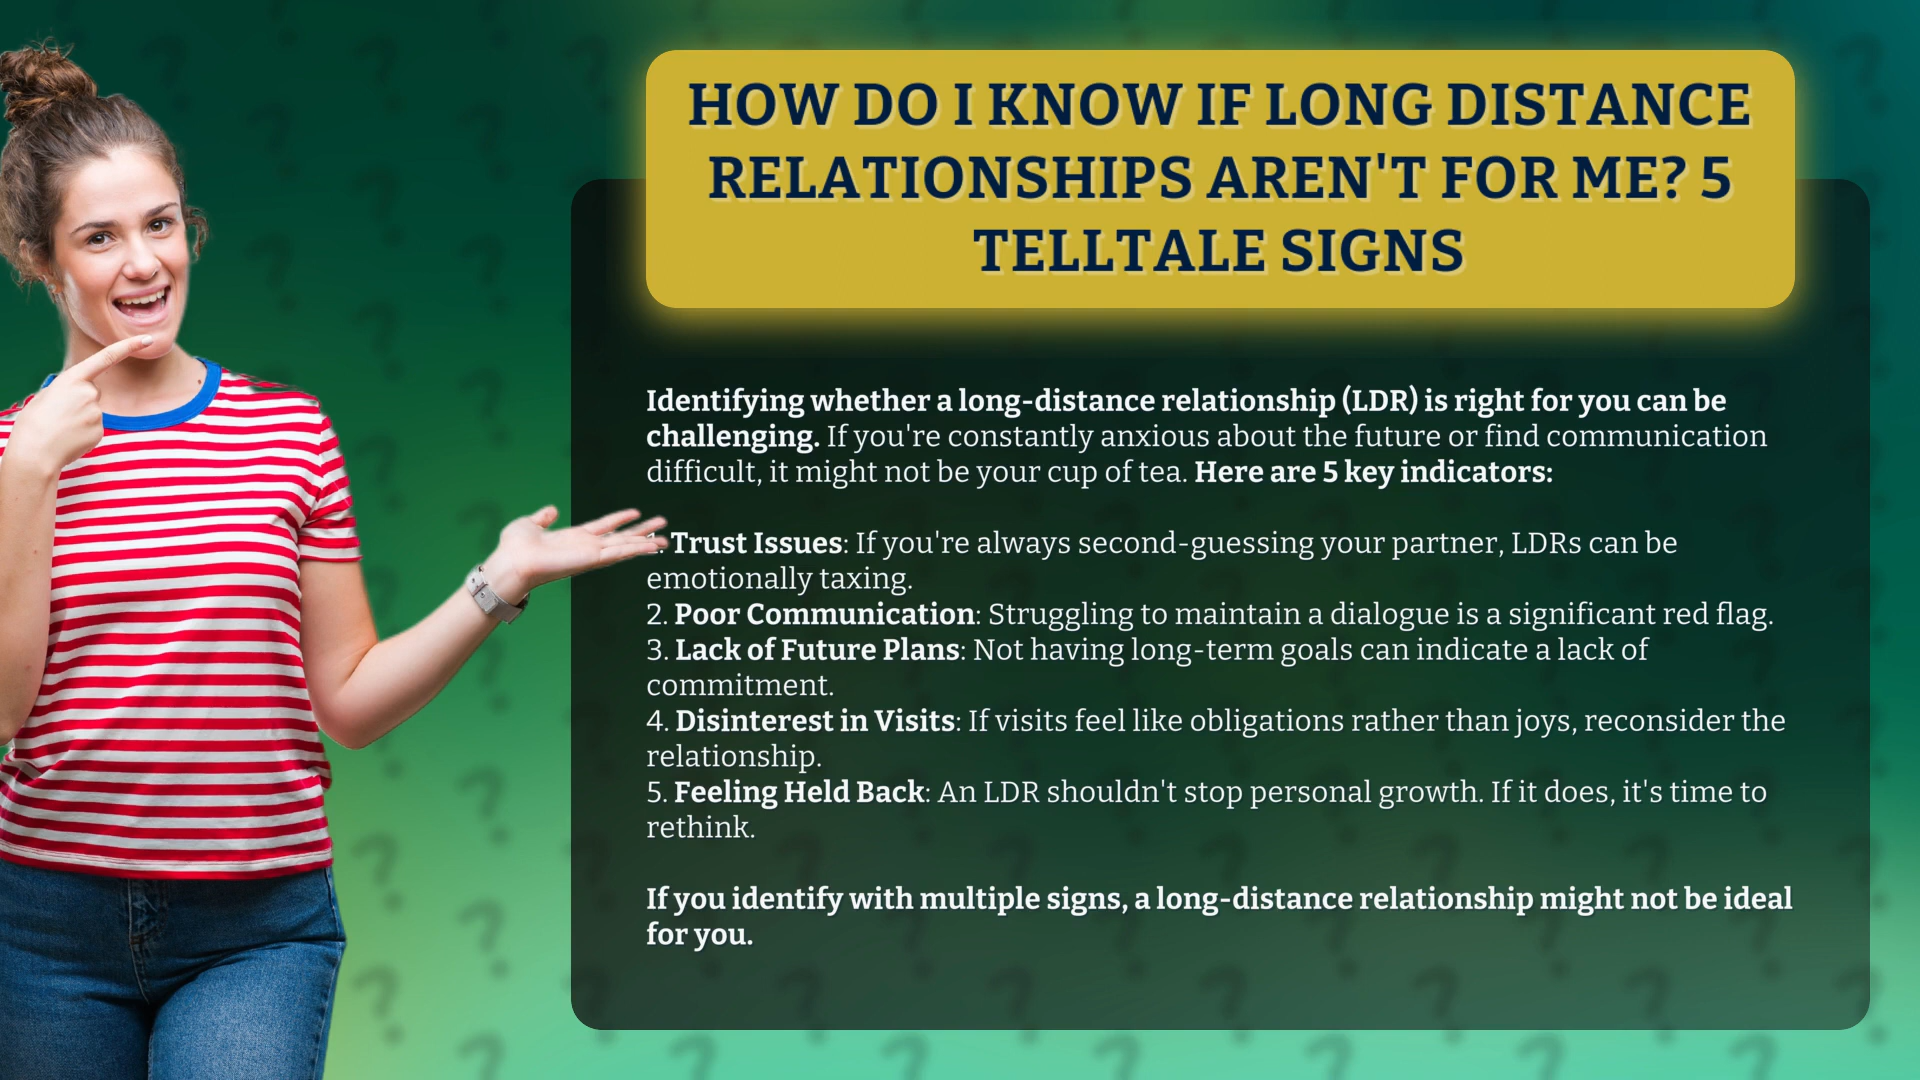 HOW DO I KNOW IF LONG DISTANCE
RELATIONSHIPS AREN'T FOR ME? 5
TELLTALE SIGNS
Identifying whether a long-distance relationship (LDR) is right for you can be
challenging. If you're constantly anxious about the future or find communication
difficult, it might not be your cup of tea. Here are 5 key indicators:
1. Trust Issues: If you're always second-guessing your partner, LDRs can be
emotionally taxing.
2. Poor Communication: Struggling to maintain a dialogue is a significant red flag.
3. Lack of Future Plans: Not having long-term goals can indicate a lack of
commitment.
4. Disinterest in Visits: If visits feel like obligations rather than joys, reconsider the
relationship.
5. Feeling Held Back: An LDR shouldn't stop personal growth. If it does, it's time to
rethink.
If you identify with multiple signs, a long-distance relationship might not be ideal
for you.